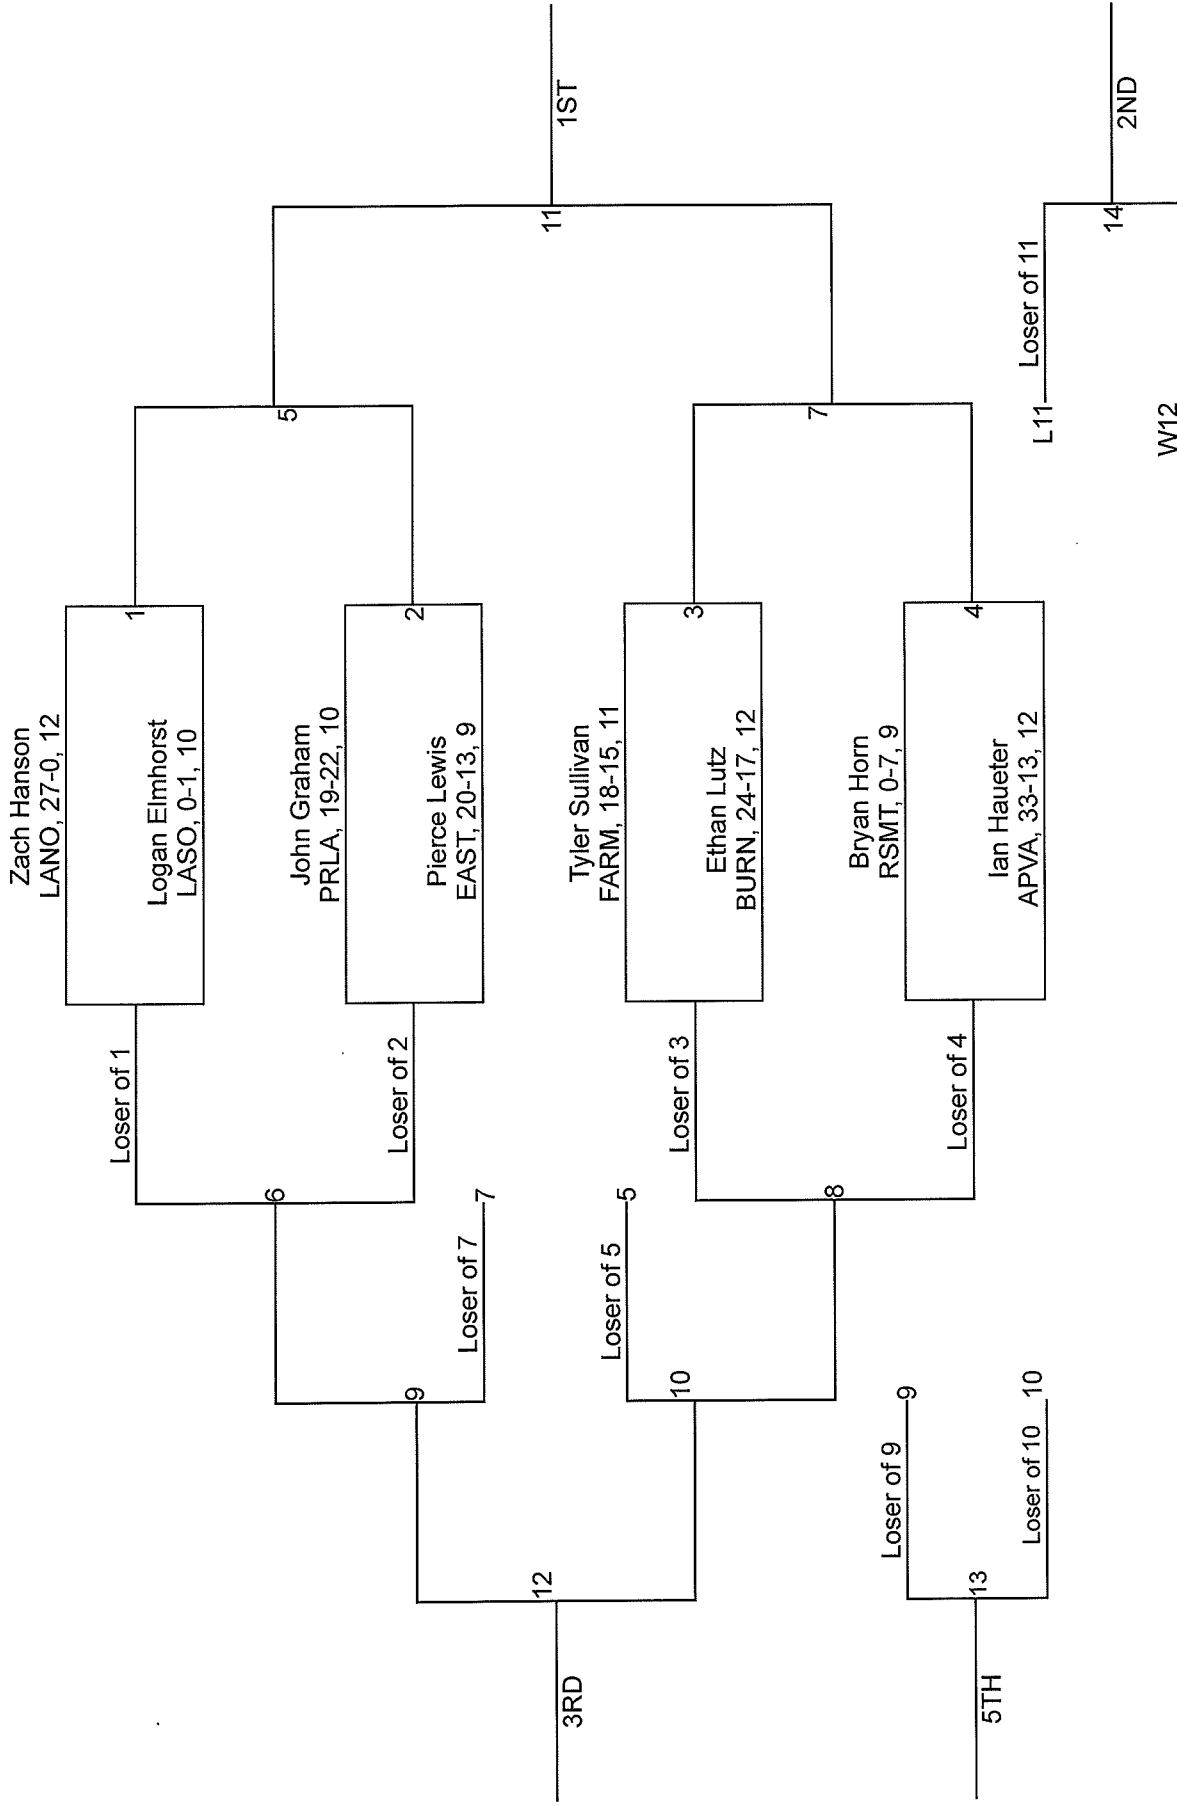 Zach Hanson
LANO, 27-0, 12
1
Logan Elmhorst
LASO, 0-1, 10
John Graham
PRLA, 19-22, 10
2
Pierce Lewis
EAST, 20-13, 9
Tyler Sullivan
FARM, 18-15, 11
3
Ethan Lutz
BURN, 24-17, 12
Bryan Horn
RSMT, 0-7, 9
4
Ian Haueter
APVA, 33-13, 12
5
7
11
1ST
L11
Loser of 11
14
2ND
W12
Loser of 1
6
Loser of 2
Loser of 7
7
Loser of 5
5
Loser of 3
8
Loser of 4
9
10
12
3RD
Loser of 9
9
13
Loser of 10
10
5TH